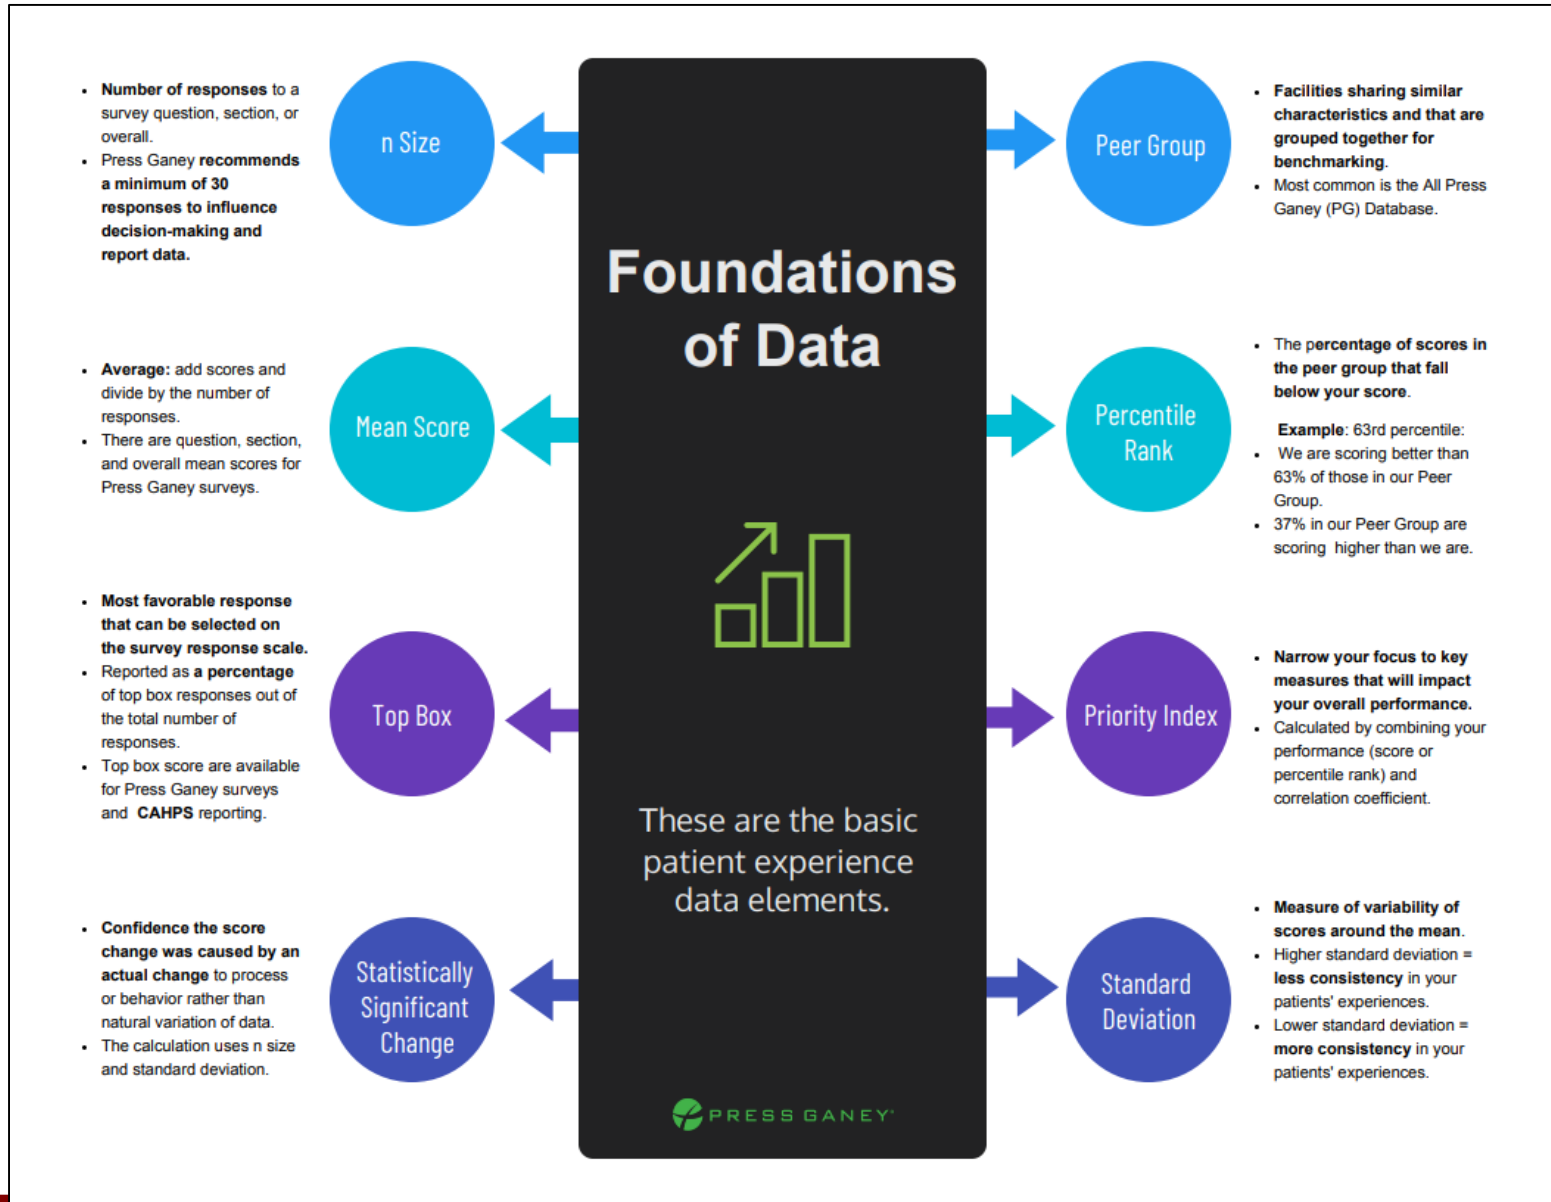 Foundations
of Data
These are the basic
patient experience
data elements.
PRESS GANEY
n Size
• Number of responses to a
survey question, section, or
overall.
• Press Ganey recommends
a minimum of 30
responses to influence
decision-making and
report data.
Mean Score
• Average: add scores and
divide by the number of
responses.
• There are question, section,
and overall mean scores for
Press Ganey surveys.
Top Box
• Most favorable response
that can be selected on
the survey response scale.
• Reported as a percentage
of top box responses out of
the total number of
responses.
• Top box score are available
for Press Ganey surveys
and CAHPS reporting.
Statistically
Significant
Change
• Confidence the score
change was caused by an
actual change to process
or behavior rather than
natural variation of data.
• The calculation uses n size
and standard deviation.
Peer Group
• Facilities sharing similar
characteristics and that are
grouped together for
benchmarking.
• Most common is the All Press
Ganey (PG) Database.
Percentile
Rank
• The percentage of scores in
the peer group that fall
below your score.
Example: 63rd percentile:
• We are scoring better than
63% of those in our Peer
Group.
• 37% in our Peer Group are
scoring higher than we are.
Priority Index
• Narrow your focus to key
measures that will impact
your overall performance.
• Calculated by combining your
performance (score or
percentile rank) and
correlation coefficient.
Standard
Deviation
• Measure of variability of
scores around the mean.
• Higher standard deviation =
less consistency in your
patients' experiences.
• Lower standard deviation =
more consistency in your
patients' experiences.